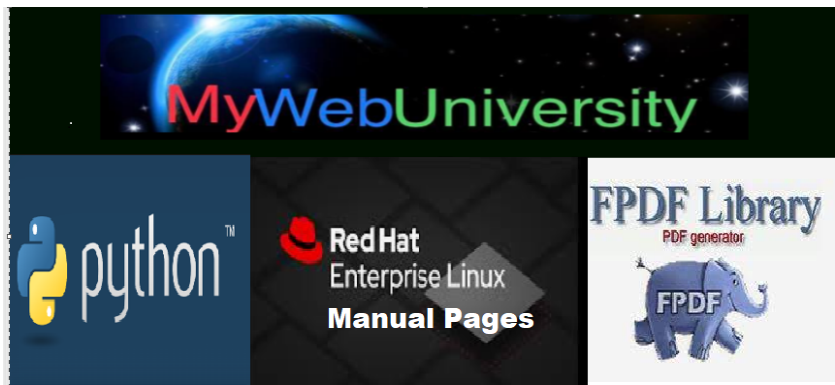 MyWebUniversity
python™
Red Hat
Enterprise Linux
Manual Pages
FPDF Library
PDF generator
FPDF